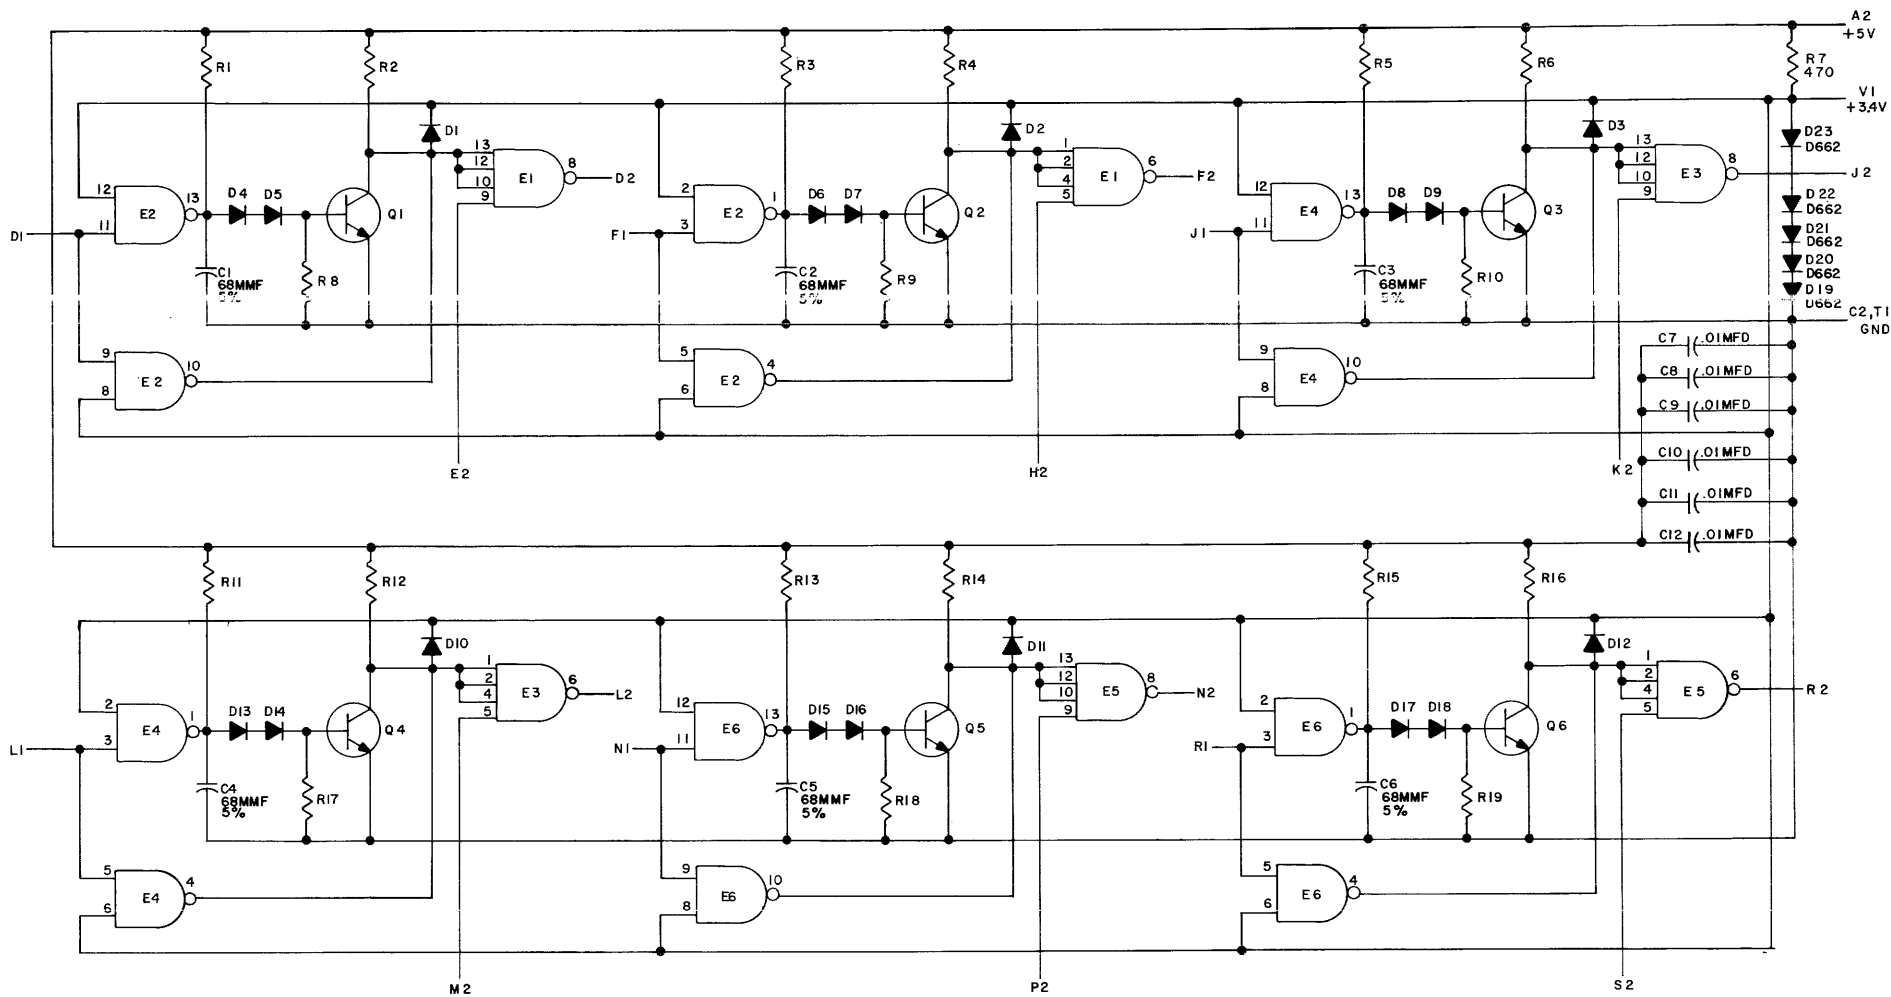 A2
+5V
R1
R2
R3
R4
R5
R6
R7
470
V1
+3.4V
D1
D2
D3
D23
D662
13
12
10
9
E1
8
D2
1
2
4
5
E1
6
F2
13
12
10
9
E3
8
J2
12
11
E2
13
D4
D5
Q1
2
3
E2
1
D6
D7
Q2
12
11
E4
13
D8
D9
Q3
D22
D662
D21
D662
D20
D662
D19
D662
D1
F1
J1
C1
68MMF
5%
R8
C2
68MMF
5%
R9
C3
68MMF
5%
R10
C2,T1
GND
9
8
E2
10
5
6
E2
4
9
8
E4
10
C7 .01MFD
C8 .01MFD
C9 .01MFD
C10 .01MFD
C11 .01MFD
C12 .01MFD
E2
H2
K2
R11
R12
R13
R14
R15
R16
D10
D11
D12
1
2
4
5
E3
6
L2
13
12
10
9
E5
8
N2
1
2
4
5
E5
6
R2
2
3
E4
1
D13
D14
Q4
12
11
E6
13
D15
D16
Q5
2
3
E6
1
D17
D18
Q6
L1
N1
R1
C4
68MMF
5%
R17
C5
68MMF
5%
R18
C6
68MMF
5%
R19
5
6
E4
4
9
8
E6
10
5
6
E6
4
M2
P2
S2